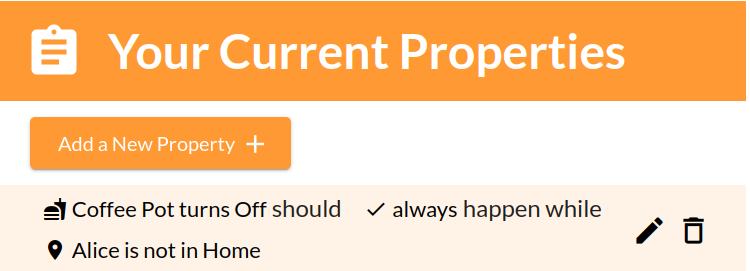 Your Current Properties
Add a New Property +
Coffee Pot turns Off should always happen while
Alice is not in Home